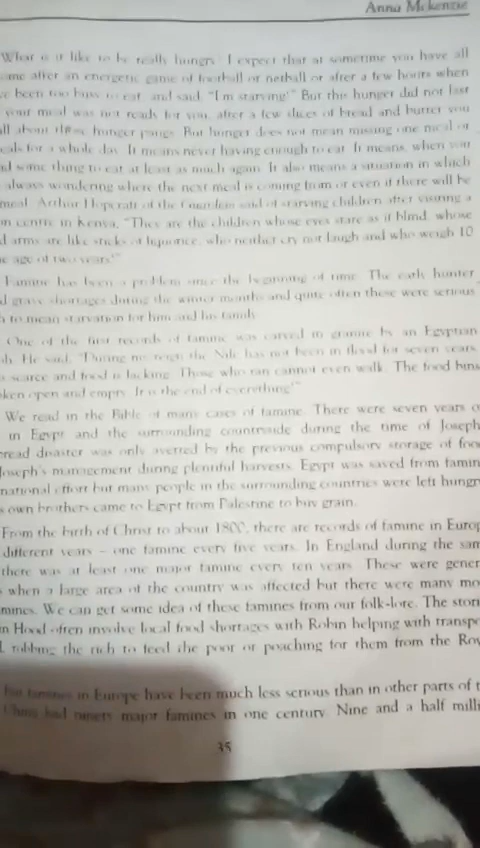 Anna Mckenzie
What is it like to be really hungry? I expect that at sometime you have all
after an energetic game of football or netball or after a few hours when
been too busy to eat and said, "I'm starving!" But this hunger did not last
your meal was not ready for you, after a few slices of bread and butter you
all about these hunger pangs. But hunger does not mean missing one meal or
for a whole day. It means never having enough to eat. It means, when you
some thing to eat at least as much again. It also means a situation in which
always wondering where the next meal is coming from or even if there will be
meal. Arthur Hopcraft of the Guardian said of starving children after visiting a
centre in Kenya, "They are the children whose eyes stare as if blind, whose
arms are like sticks of liquorice, who neither cry nor laugh and who weigh 10
age of two years!"
Famine has been a problem since the beginning of time. The early hunter
grave shortages during the winter months and quite often these were serious
to mean starvation for him and his family.
One of the first records of famine was carved in granite by an Egyptian
He said, "During my reign the Nile has not been in flood for seven years.
scarce and food is lacking. Those who ran cannot even walk. The food bins
open and empty. It is the end of everything!"
We read in the Bible of many cases of famine. There were seven years o
in Egypt and the surrounding countryside during the time of Joseph
disaster was only averted by the previous compulsory storage of foo
Joseph's management during plentiful harvests. Egypt was saved from famin
national effort but many people in the surrounding countries were left hungr
own brothers came to Egypt from Palestine to buy grain.
From the birth of Christ to about 1800, there are records of famine in Europ
different years – one famine every five years. In England during the sam
there was at least one major famine every ten years. These were gener
when a large area of the country was affected but there were many mo
mines. We can get some idea of these famines from our folk-lore. The stori
n Hood often involve local food shortages with Robin helping with transpo
robbing the rich to feed the poor or poaching for them from the Roy
But famines in Europe have been much less serious than in other parts of t
China had ninety major famines in one century. Nine and a half milli
35